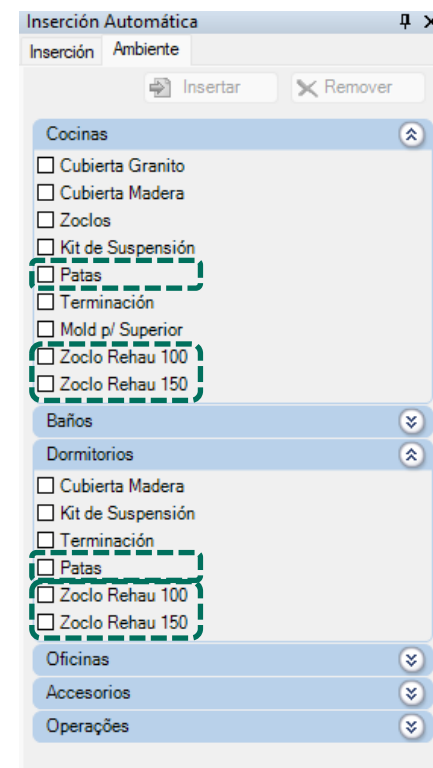 Inserción Automática
Inserción Ambiente
Insertar Remover
Cocinas
Cubierta Granito
Cubierta Madera
Zoclos
Kit de Suspensión
Patas
Terminación
Mold p/ Superior
Zoclo Rehau 100
Zoclo Rehau 150
Baños
Dormitorios
Cubierta Madera
Kit de Suspensión
Terminación
Patas
Zoclo Rehau 100
Zoclo Rehau 150
Oficinas
Accesorios
Operações